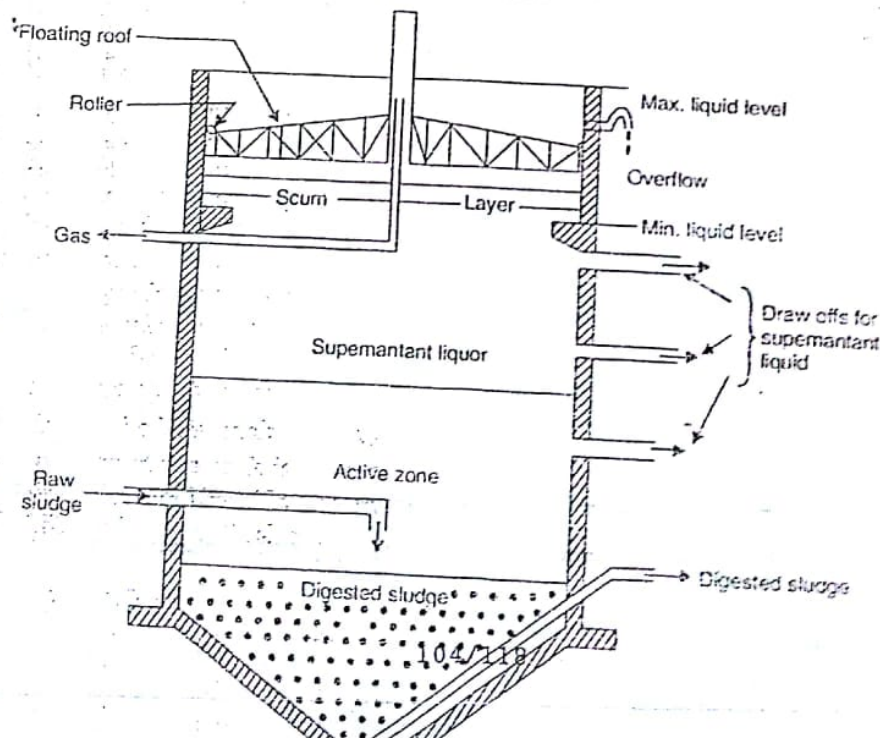 Floating roof
Roller
Max. liquid level
Overflow
Scum
Layer
Gas
Min. liquid level
Draw offs for
supernantant
liquid
Supernantant liquor
Active zone
Raw
sludge
Digested sludge
Digested sludge
104/118